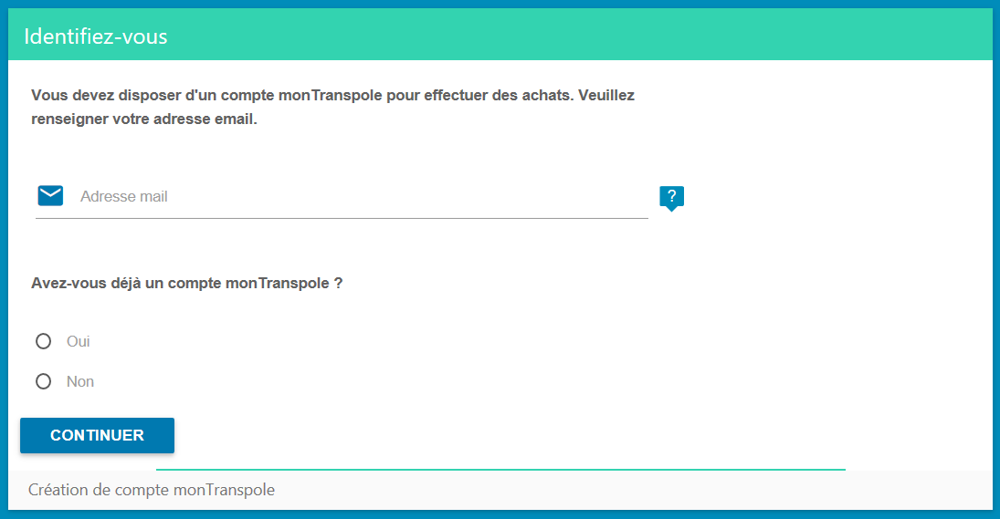 Identifiez-vous
Vous devez disposer d'un compte monTranspole pour effectuer des achats. Veuillez
renseigner votre adresse email.
Adresse mail
?
Avez-vous déjà un compte monTranspole ?
Oui
Non
CONTINUER
Création de compte monTranspole